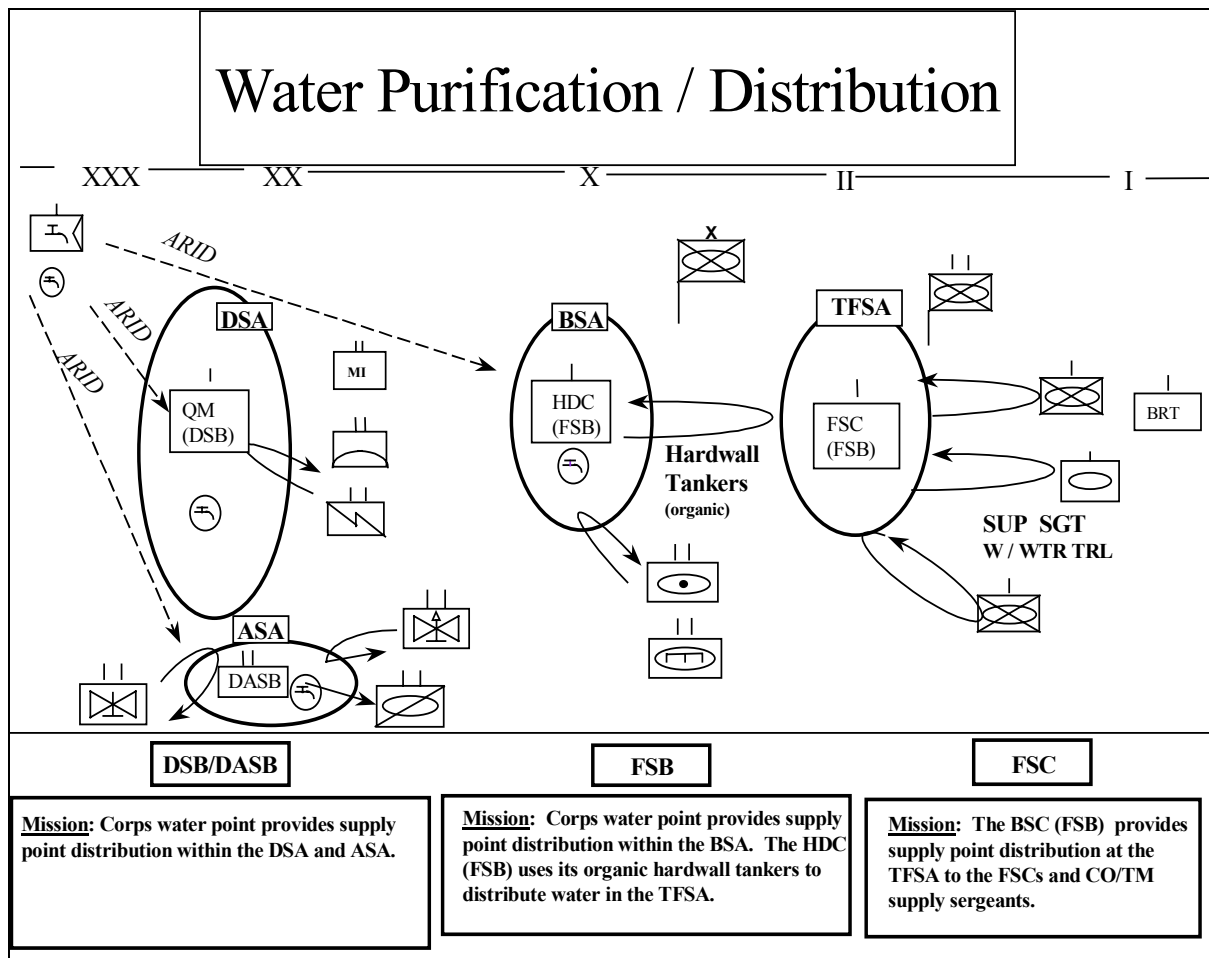 Water Purification / Distribution
XXX XX X II I
ARID
ARID
ARID
DSA
MI
QM
(DSB)
ASA
DASB
X
BSA
HDC
(FSB)
Hardwall
Tankers
(organic)
TFSA
FSC
(FSB)
BRT
SUP SGT
W / WTR TRL
DSB/DASB
Mission: Corps water point provides supply
point distribution within the DSA and ASA.
FSB
Mission: Corps water point provides supply
point distribution within the BSA. The HDC
(FSB) uses its organic hardwall tankers to
distribute water in the TFSA.
FSC
Mission: The BSC (FSB) provides
supply point distribution at the
TFSA to the FSCs and CO/TM
supply sergeants.